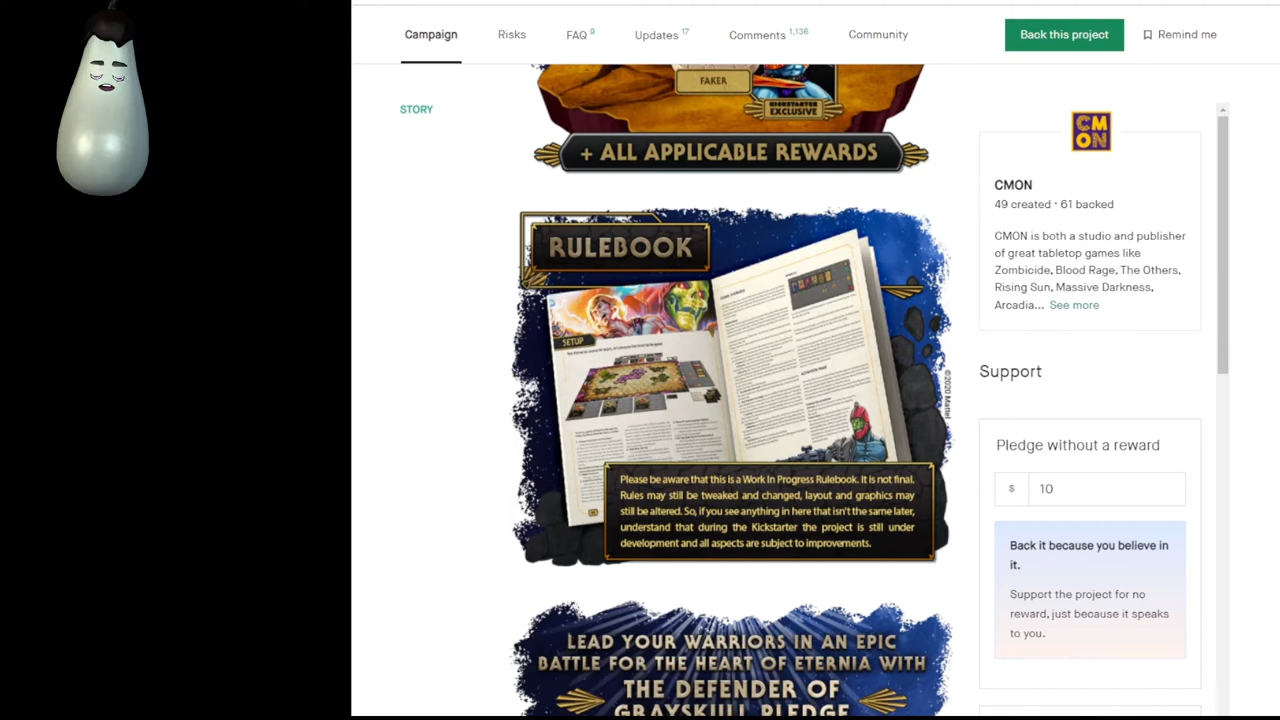 Campaign
Risks
FAQ 9
Updates 17
Comments 1,136
Community
Back this project
Remind me
STORY
FAKER
KICKSTARTER
EXCLUSIVE
+ ALL APPLICABLE REWARDS
RULEBOOK
SETUP
©2020 Mattel
Please be aware that this is a Work In Progress Rulebook. It is not final.
Rules may still be tweaked and changed, layout and graphics may
still be altered. So, if you see anything in here that isn't the same later,
understand that during the Kickstarter the project is still under
development and all aspects are subject to improvements.
LEAD YOUR WARRIORS IN AN EPIC
BATTLE FOR THE HEART OF ETERNIA WITH
THE DEFENDER OF
GRAYSKULL PLEDGE
CM
ON
CMON
49 created · 61 backed
CMON is both a studio and publisher
of great tabletop games like
Zombicide, Blood Rage, The Others,
Rising Sun, Massive Darkness,
Arcadia... See more
Support
Pledge without a reward
$ 10
Back it because you believe in
it.
Support the project for no
reward, just because it speaks
to you.